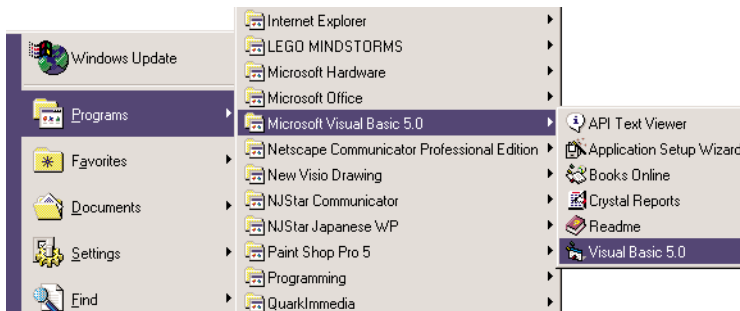 Windows Update
Programs
Favorites
Documents
Settings
Find
Internet Explorer
LEGO MINDSTORMS
Microsoft Hardware
Microsoft Office
Microsoft Visual Basic 5.0
Netscape Communicator Professional Edition
New Visio Drawing
NJStar Communicator
NJStar Japanese WP
Paint Shop Pro 5
Programming
QuarkImmedia
API Text Viewer
Application Setup Wizard
Books Online
Crystal Reports
Readme
Visual Basic 5.0